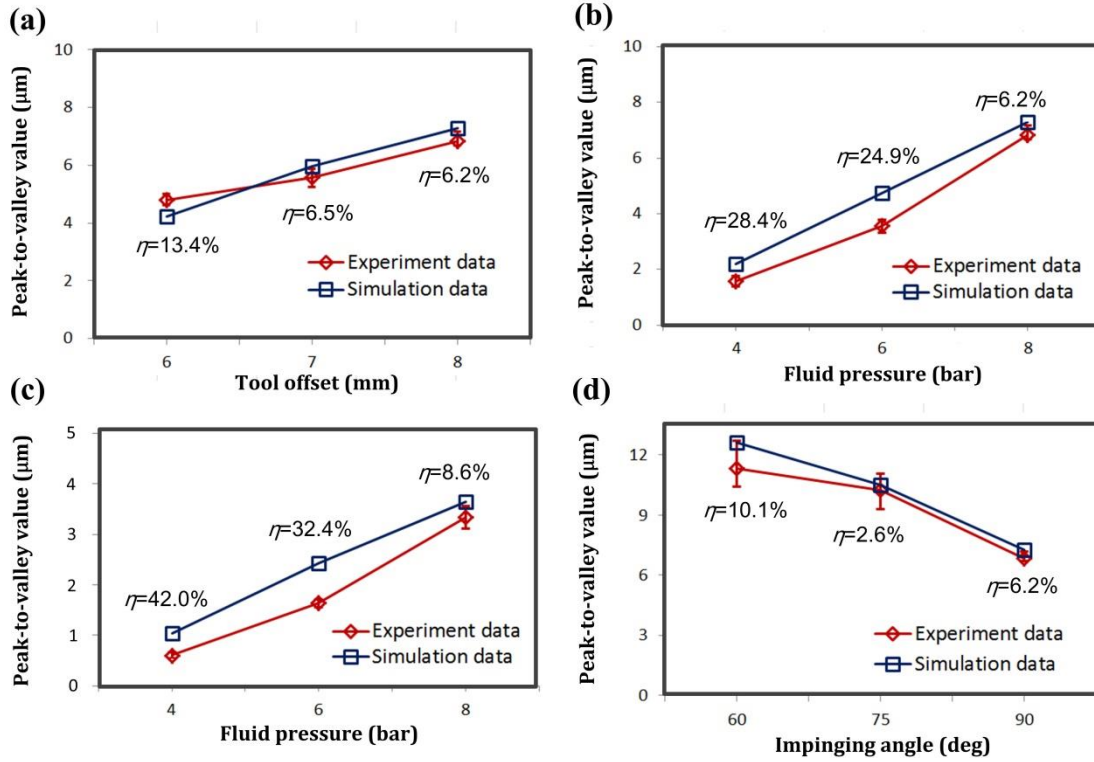 (a)
Peak-to-valley value (μm)
10
8
6
4
2
0
η=13.4%
η=6.5%
η=6.2%
Experiment data
Simulation data
6
7
8
Tool offset (mm)
(b)
Peak-to-valley value (μm)
10
8
6
4
2
0
η=28.4%
η=24.9%
η=6.2%
Experiment data
Simulation data
4
6
8
Fluid pressure (bar)
(c)
Peak-to-valley value (μm)
5
4
3
2
1
0
η=42.0%
η=32.4%
η=8.6%
Experiment data
Simulation data
4
6
8
Fluid pressure (bar)
(d)
Peak-to-valley value (μm)
12
9
6
3
0
η=10.1%
η=2.6%
η=6.2%
Experiment data
Simulation data
60
75
90
Impinging angle (deg)